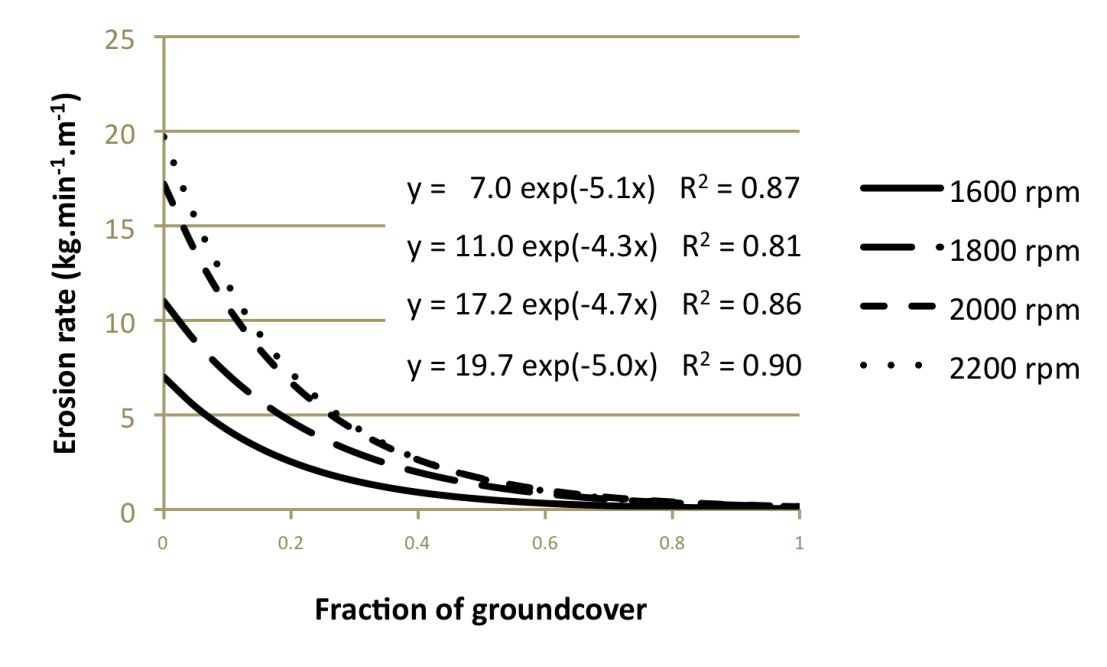 25
20
15
10
5
0
Erosion rate (kg.min⁻¹.m⁻¹)
y = 7.0 exp(-5.1x) R² = 0.87
y = 11.0 exp(-4.3x) R² = 0.81
y = 17.2 exp(-4.7x) R² = 0.86
y = 19.7 exp(-5.0x) R² = 0.90
1600 rpm
1800 rpm
2000 rpm
2200 rpm
0 0.2 0.4 0.6 0.8 1
Fraction of groundcover